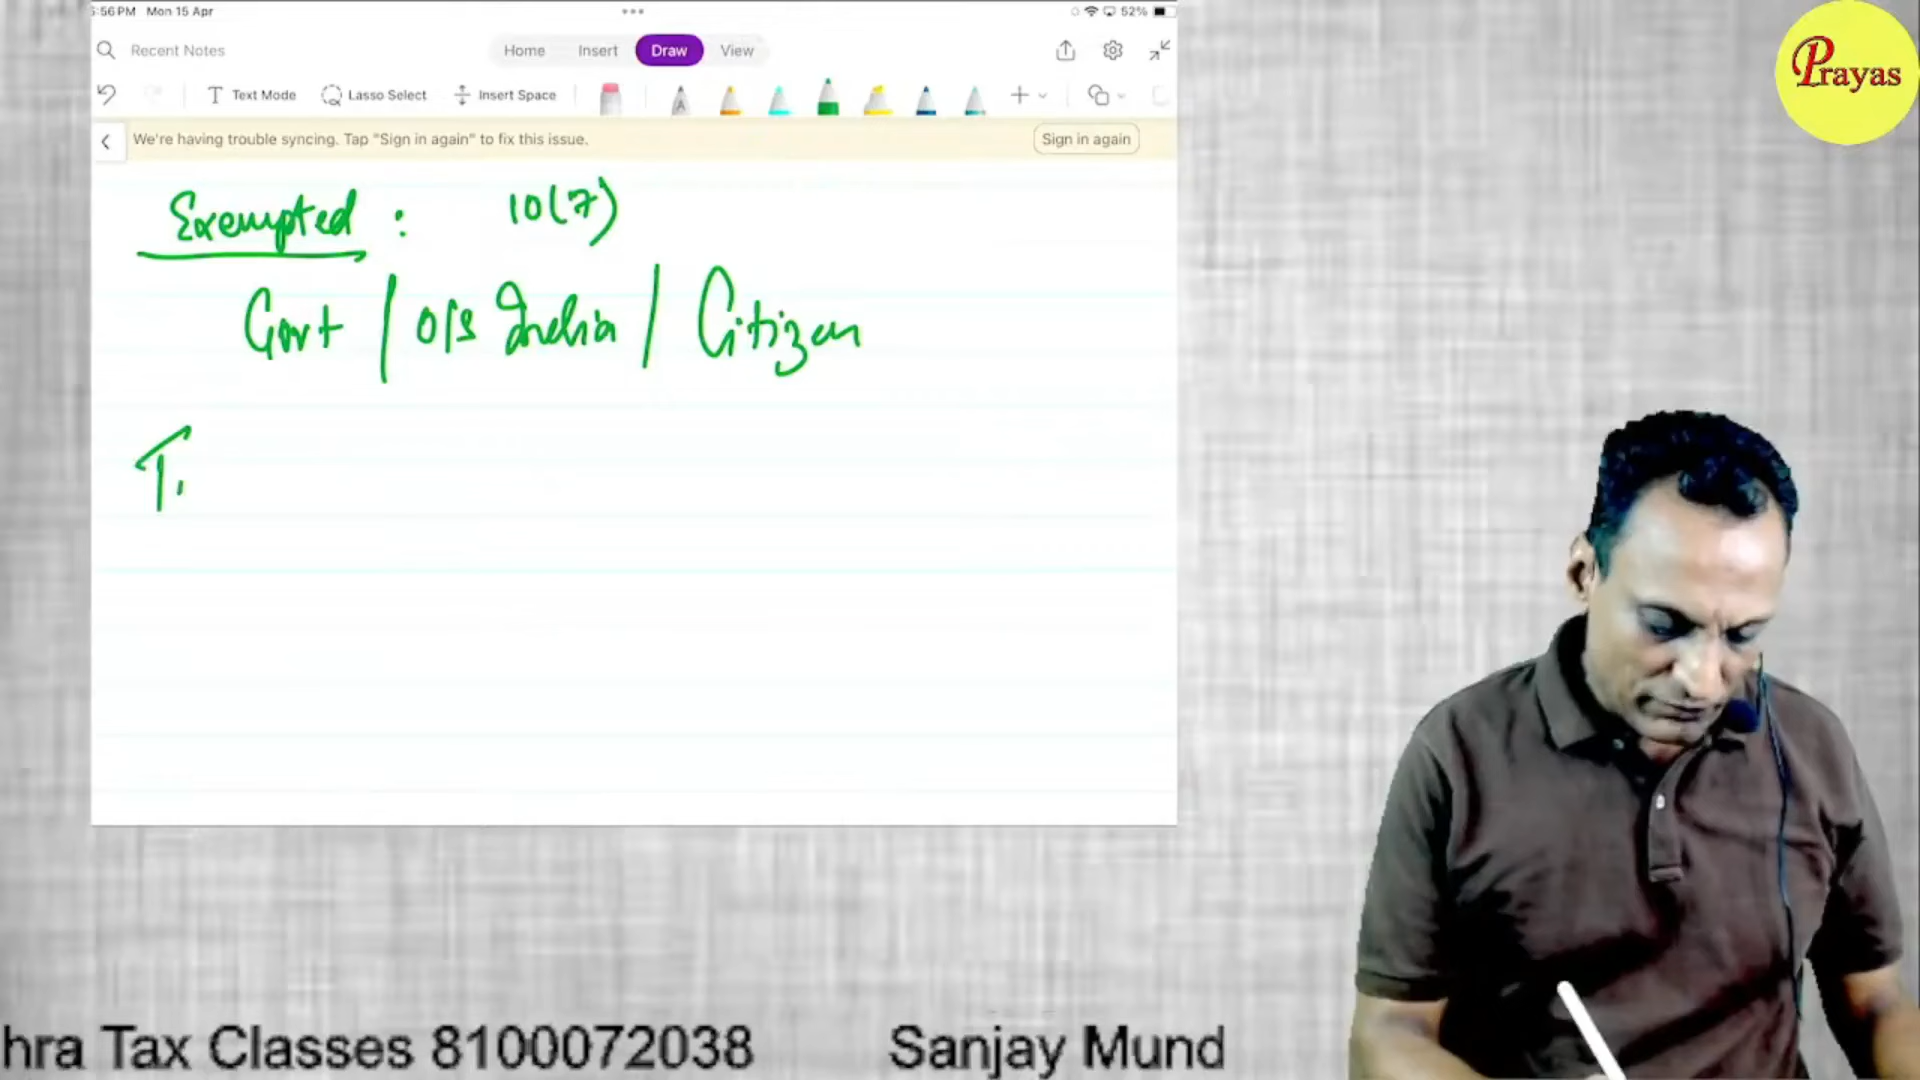 :56 PM Mon 15 Apr
52%
Recent Notes
Home Insert Draw View
Text Mode Lasso Select Insert Space
A
We're having trouble syncing. Tap "Sign in again" to fix this issue.
Sign in again
Exempted : 10(7)
Govt / O/s India / Citizen
T
Prayas
hra Tax Classes 8100072038 Sanjay Mund